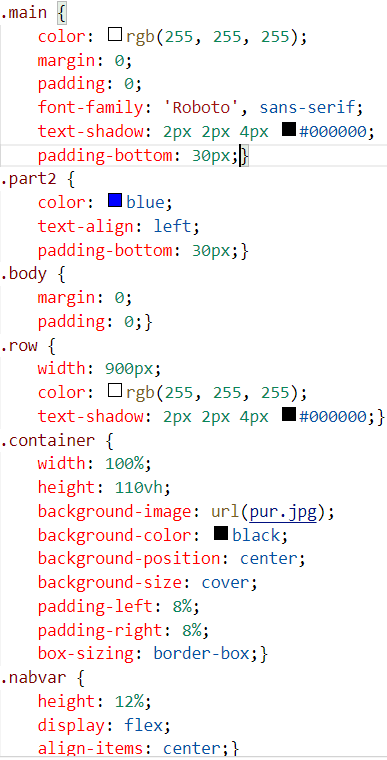 .main {
color: rgb(255, 255, 255);
margin: 0;
padding: 0;
font-family: 'Roboto', sans-serif;
text-shadow: 2px 2px 4px #000000;
padding-bottom: 30px;}
.part2 {
color: blue;
text-align: left;
padding-bottom: 30px;}
.body {
margin: 0;
padding: 0;}
.row {
width: 900px;
color: rgb(255, 255, 255);
text-shadow: 2px 2px 4px #000000;}
.container {
width: 100%;
height: 110vh;
background-image: url(pur.jpg);
background-color: black;
background-position: center;
background-size: cover;
padding-left: 8%;
padding-right: 8%;
box-sizing: border-box;}
.nabvar {
height: 12%;
display: flex;
align-items: center;}